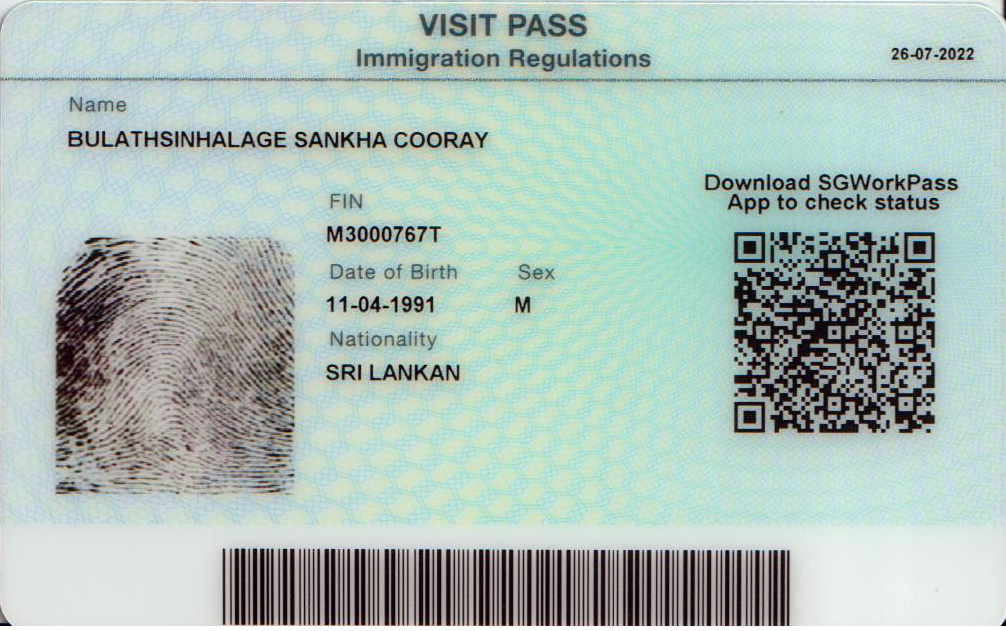 VISIT PASS
Immigration Regulations
26-07-2022
Name
BULATHSINHALAGE SANKHA COORAY
Download SGWorkPass
App to check status
FIN
M3000767T
Date of Birth Sex
11-04-1991 M
Nationality
SRI LANKAN